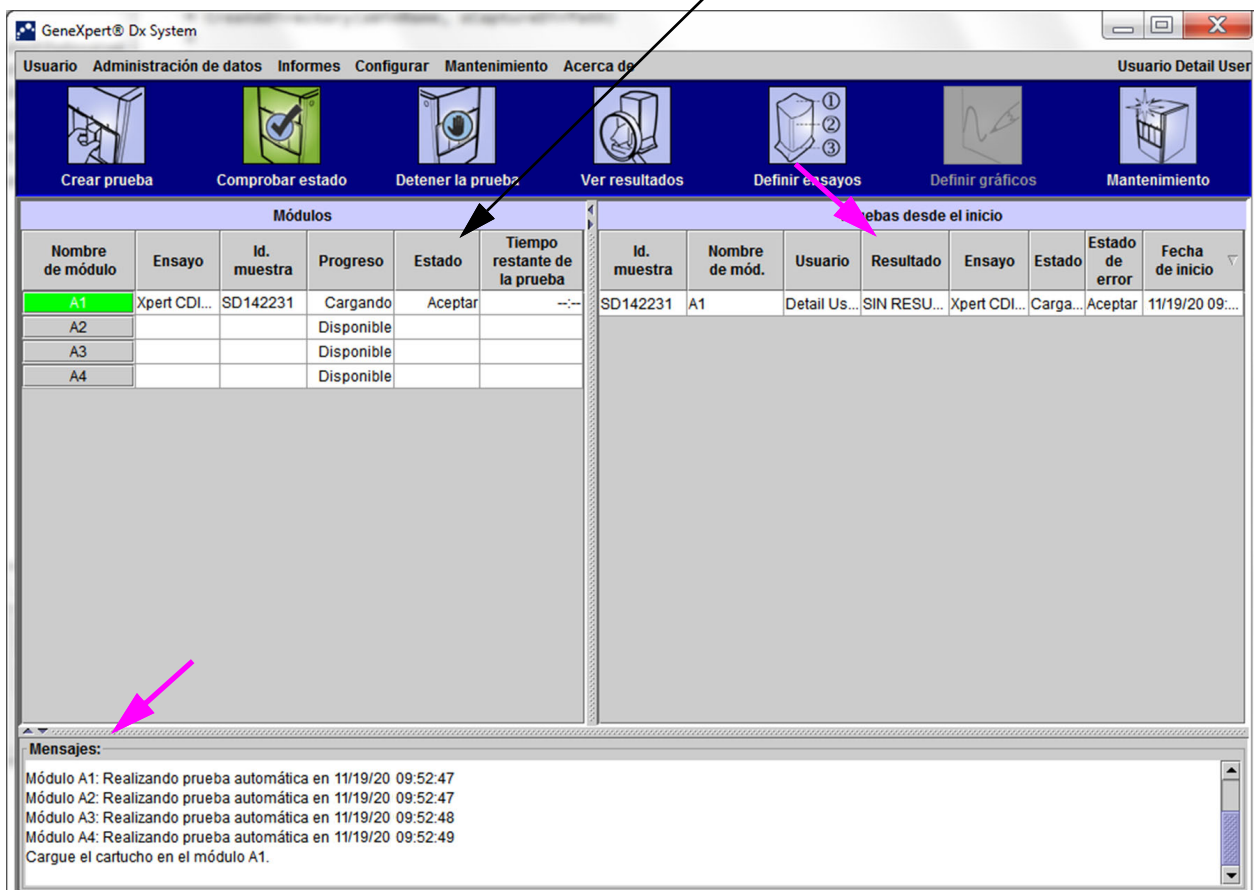 GeneXpert® Dx System
Usuario Administración de datos Informes Configurar Mantenimiento Acerca de Usuario Detail User
Crear prueba Comprobar estado Detener la prueba Ver resultados Definir ensayos Definir gráficos Mantenimiento
Módulos
Nombre de módulo Ensayo Id. muestra Progreso Estado Tiempo restante de la prueba
A1 Xpert CDI... SD142231 Cargando Aceptar --:--
A2 Disponible
A3 Disponible
A4 Disponible
desde el inicio
Id. muestra Nombre de mód. Usuario Resultado Ensayo Estado Estado de error Fecha de inicio
SD142231 A1 Detail Us... SIN RESU... Xpert CDI... Carga... Aceptar 11/19/20 09:...
Mensajes:
Módulo A1: Realizando prueba automática en 11/19/20 09:52:47
Módulo A2: Realizando prueba automática en 11/19/20 09:52:47
Módulo A3: Realizando prueba automática en 11/19/20 09:52:48
Módulo A4: Realizando prueba automática en 11/19/20 09:52:49
Cargue el cartucho en el módulo A1.